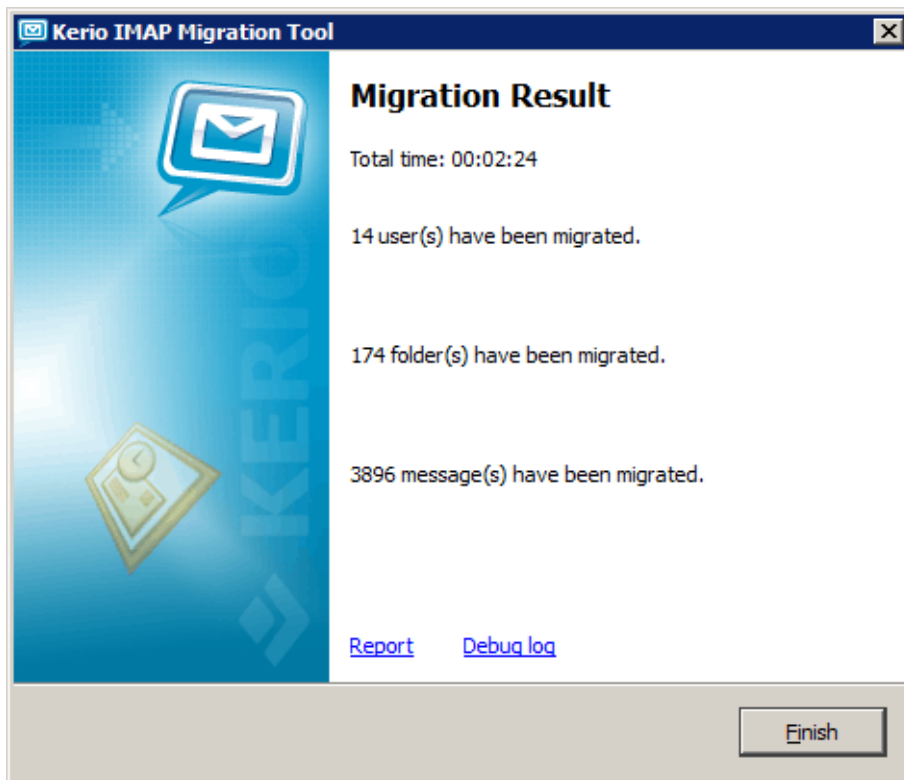 Kerio IMAP Migration Tool
Migration Result
Total time: 00:02:24
14 user(s) have been migrated.
174 folder(s) have been migrated.
3896 message(s) have been migrated.
KERIO
Report Debug log
Finish